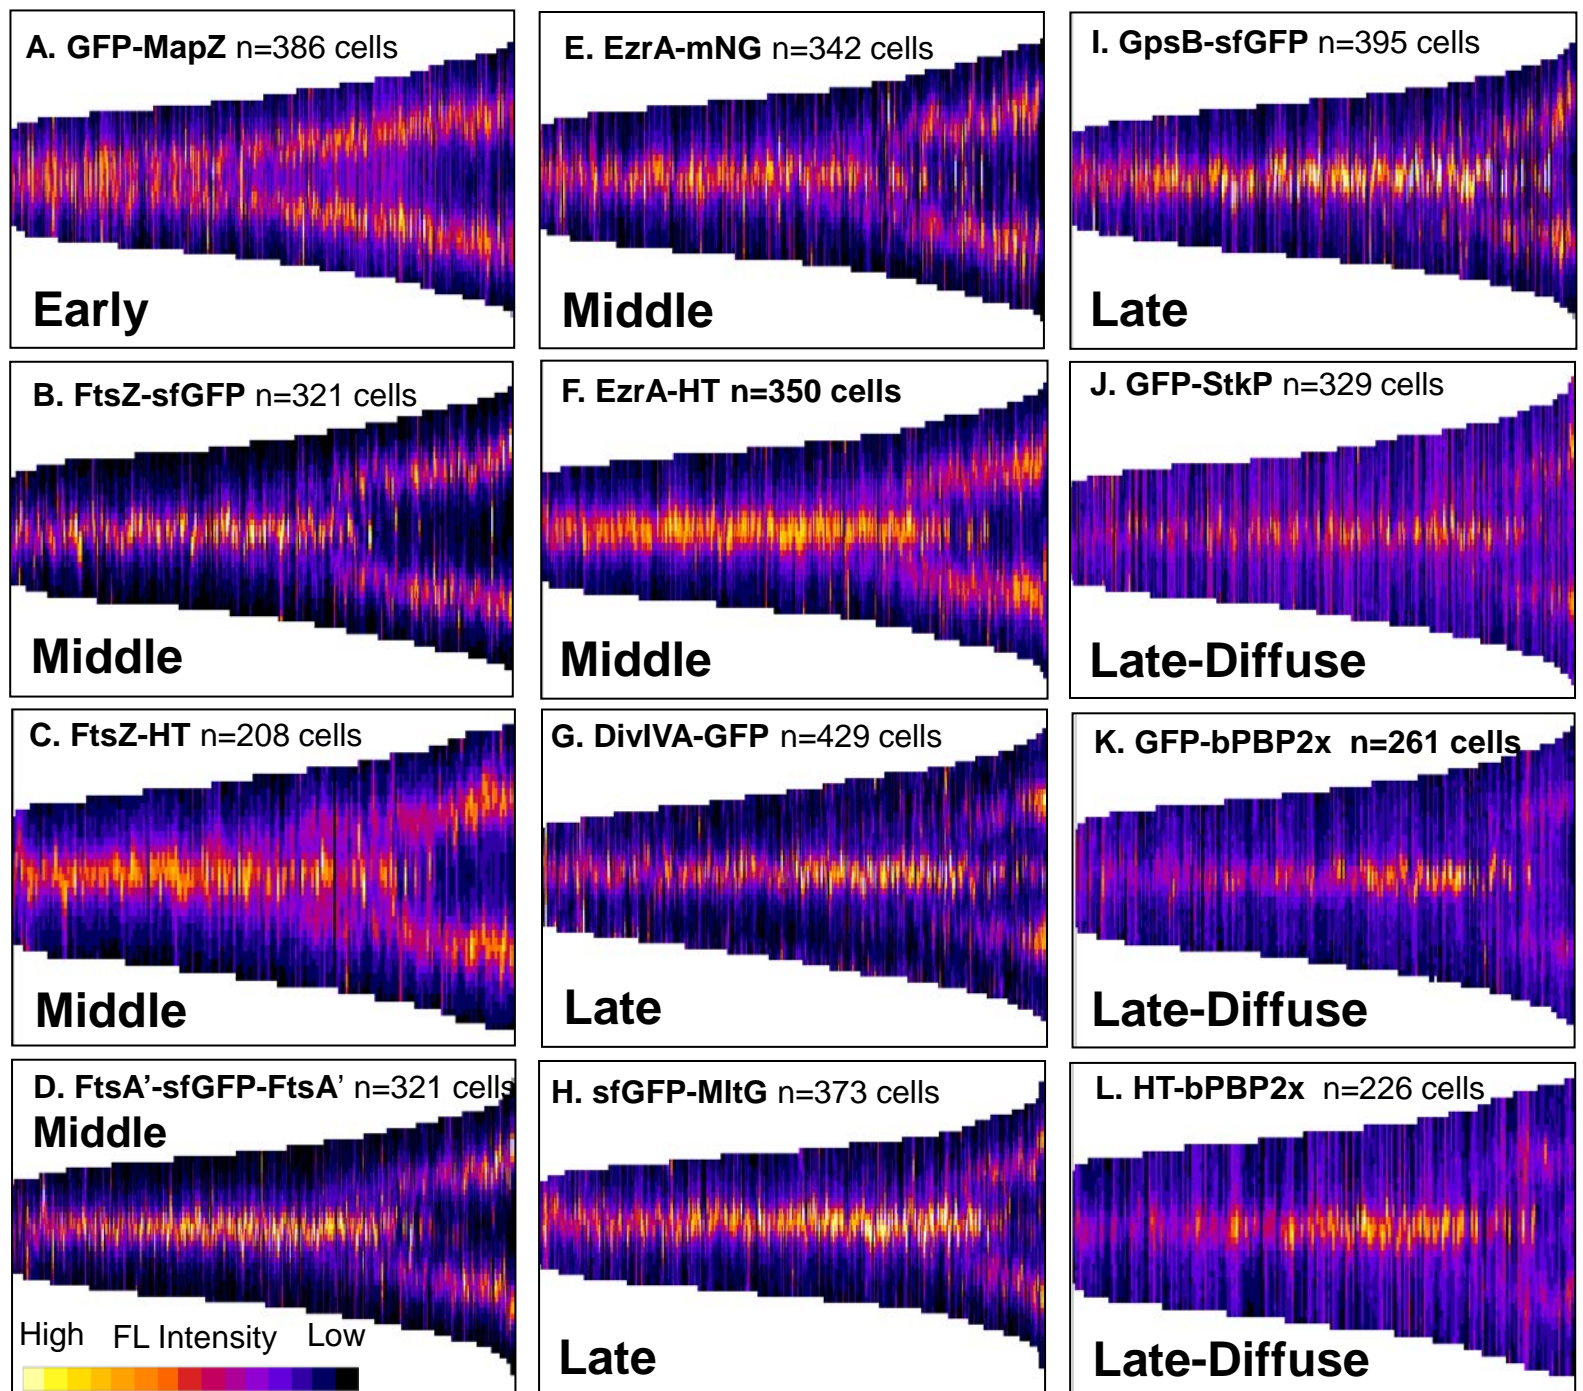 A. GFP-MapZ n=386 cells
Early
B. FtsZ-sfGFP n=321 cells
Middle
C. FtsZ-HT n=208 cells
Middle
D. FtsA’-sfGFP-FtsA’ n=321 cells
Middle
High FL Intensity Low
E. EzrA-mNG n=342 cells
Middle
F. EzrA-HT n=350 cells
Middle
G. DivIVA-GFP n=429 cells
Late
H. sfGFP-MltG n=373 cells
Late
I. GpsB-sfGFP n=395 cells
Late
J. GFP-StkP n=329 cells
Late-Diffuse
K. GFP-bPBP2x n=261 cells
Late-Diffuse
L. HT-bPBP2x n=226 cells
Late-Diffuse